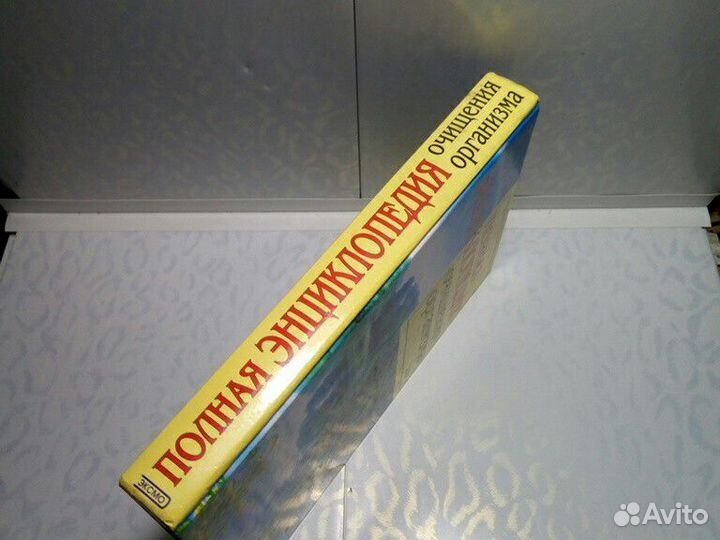 ПОЛНАЯ ЭНЦИКЛОПЕДИЯ
очищения
организма
ЭКСМО
Avito